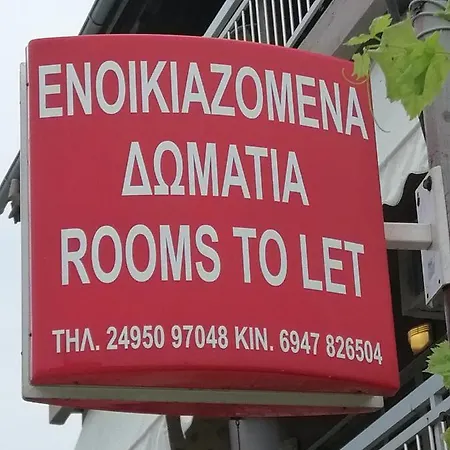 ΕΝΟΙΚΙΑΖΟΜΕΝΑ
ΔΩΜΑΤΙΑ
ROOMS TO LET
ΤΗΛ. 24950 97048 ΚΙΝ. 6947 826504